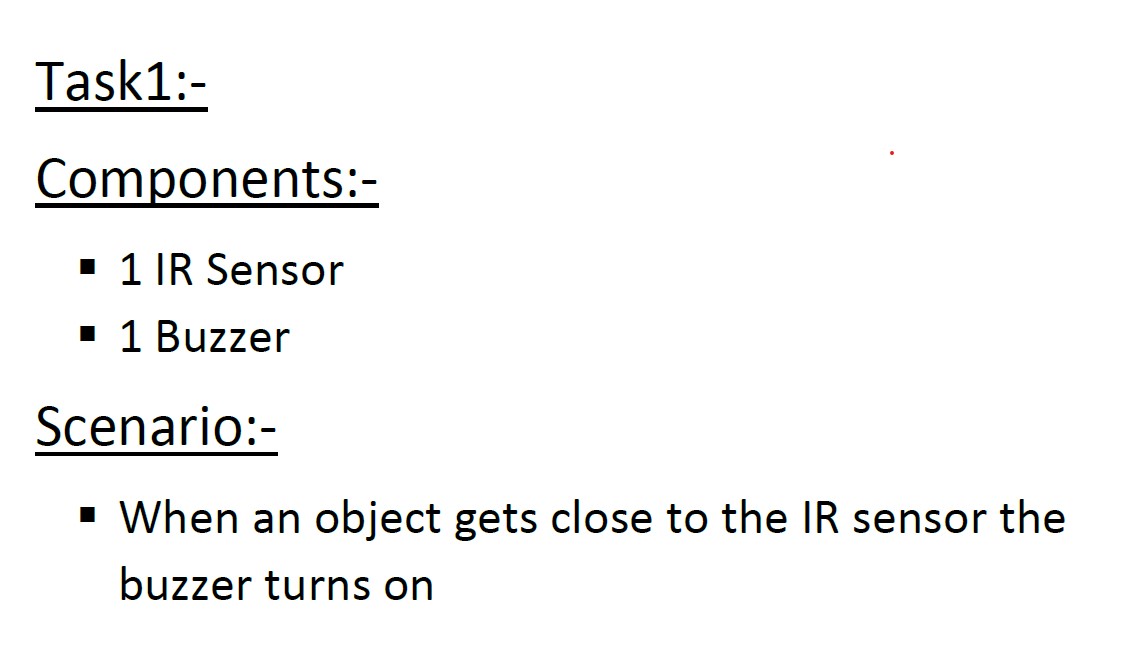 Task1:-
Components:-
▪ 1 IR Sensor
▪ 1 Buzzer
Scenario:-
▪ When an object gets close to the IR sensor the
buzzer turns on